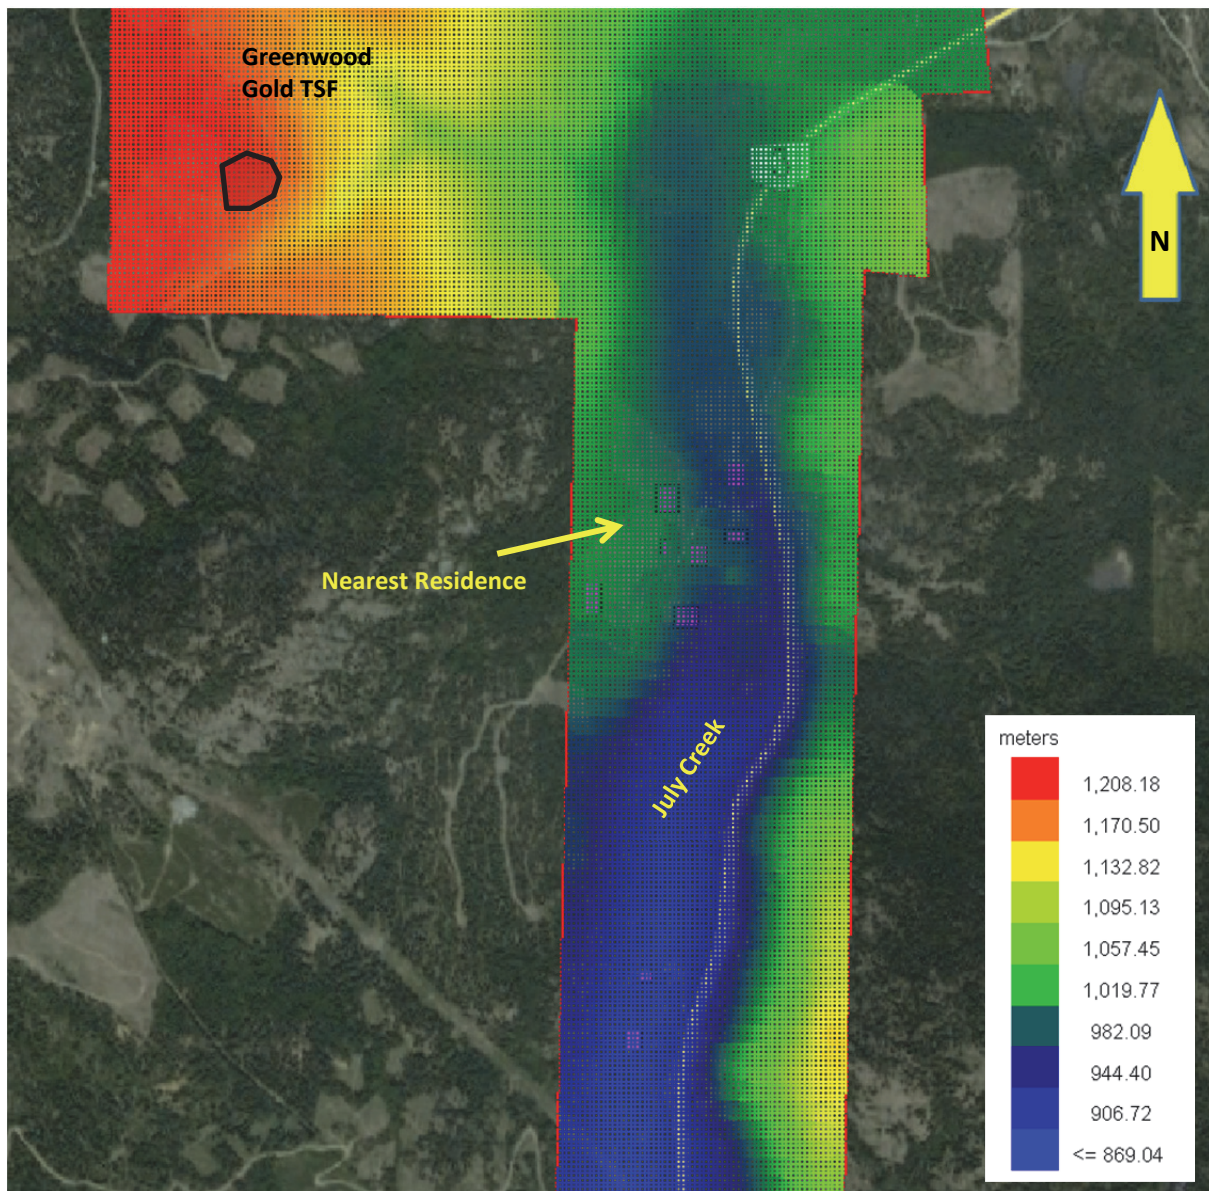 Greenwood
Gold TSF
N
Nearest Residence
July Creek
meters
1,208.18
1,170.50
1,132.82
1,095.13
1,057.45
1,019.77
982.09
944.40
906.72
<= 869.04